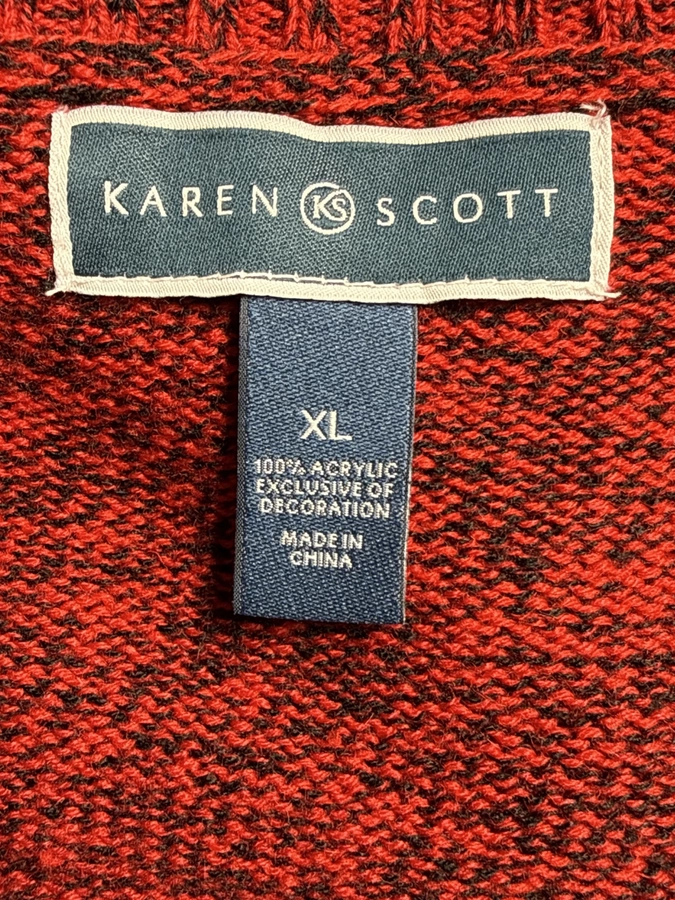 KAREN KS SCOTT
XL
100% ACRYLIC
EXCLUSIVE OF
DECORATION
MADE IN
CHINA